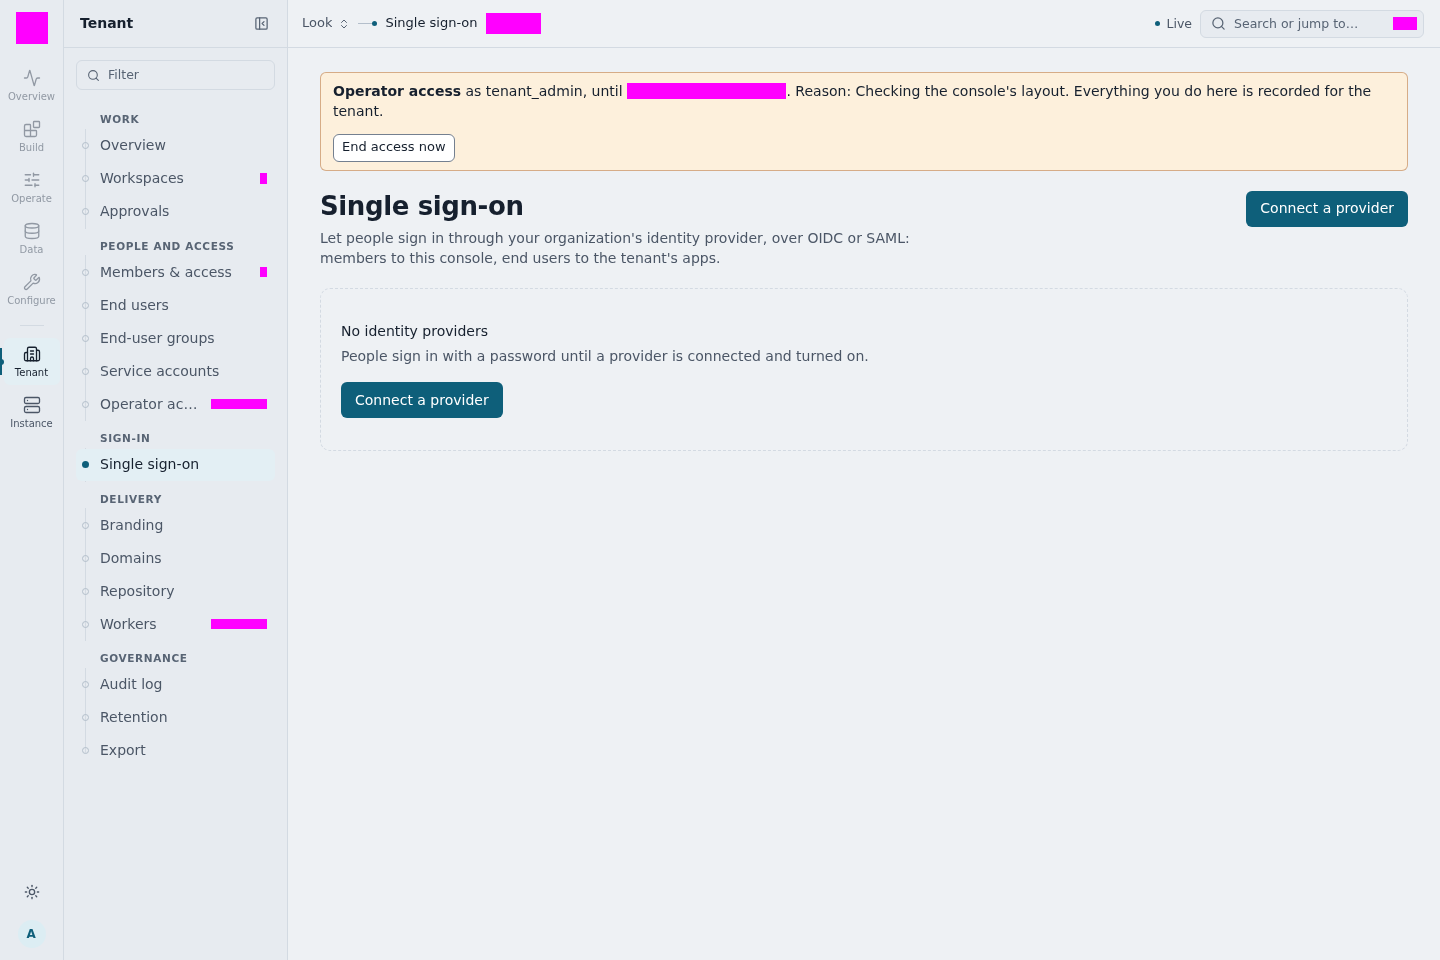 Tenant
Look
Single sign-on
Live
Search or jump to…
Overview
Build
Operate
Data
Configure
Tenant
Instance
A
Filter
WORK
Overview
Workspaces
Approvals
PEOPLE AND ACCESS
Members & access
End users
End-user groups
Service accounts
Operator ac…
SIGN-IN
Single sign-on
DELIVERY
Branding
Domains
Repository
Workers
GOVERNANCE
Audit log
Retention
Export
Operator access as tenant_admin, until . Reason: Checking the console's layout. Everything you do here is recorded for the
tenant.
End access now
Single sign-on
Connect a provider
Let people sign in through your organization's identity provider, over OIDC or SAML:
members to this console, end users to the tenant's apps.
No identity providers
People sign in with a password until a provider is connected and turned on.
Connect a provider